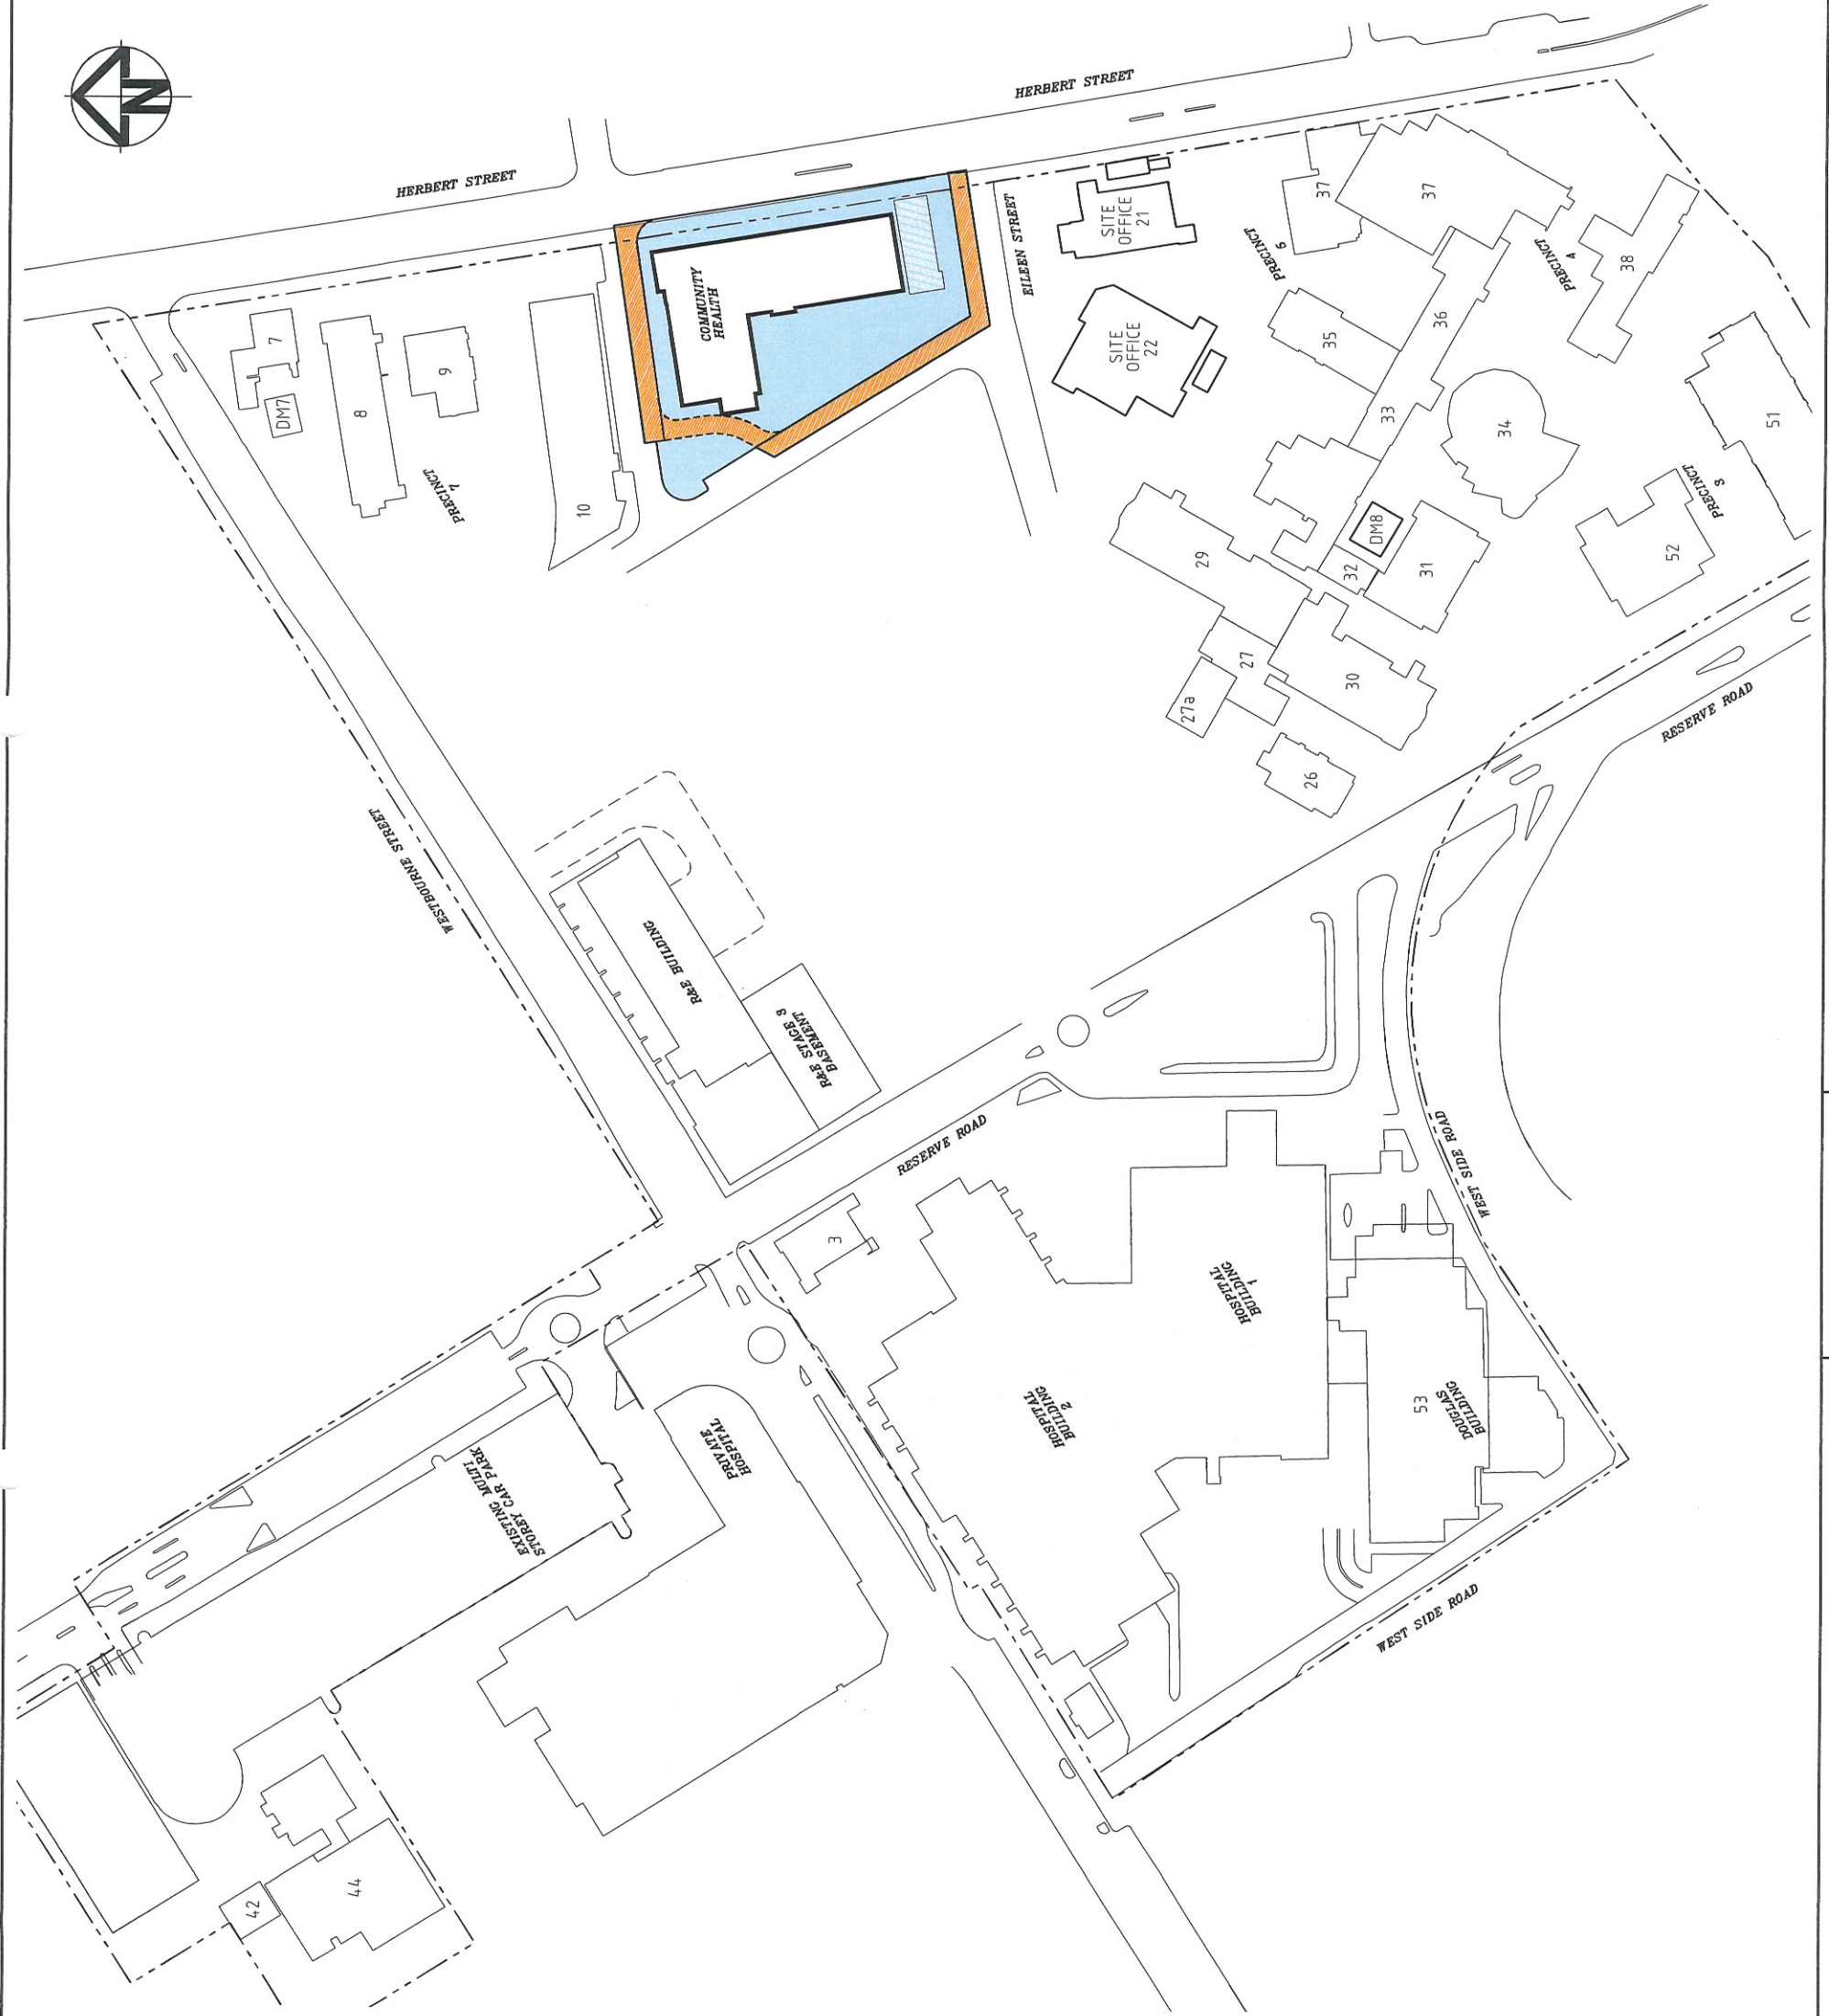 N
HERBERT STREET
HERBERT STREET
COMMUNITY
HEALTH
EILEEN STREET
SITE
OFFICE
21
SITE
OFFICE
22
37
37
PRECINCT
5
PRECINCT
4
38
36
35
33
34
51
PRECINCT
3
52
7
DM7
8
9
PRECINCT
7
10
29
DM8
32
31
27
27a
30
26
RESERVE ROAD
WESTBOURNE STREET
R&E BUILDING
R&E STAGE 3
BASEMENT
RESERVE ROAD
WEST SIDE ROAD
3
HOSPITAL
BUILDING
1
HOSPITAL
BUILDING
2
53
DOUGLAS
BUILDING
PRIVATE
HOSPITAL
EXISTING MULTI
STOREY CAR PARK
WEST SIDE ROAD
42
44